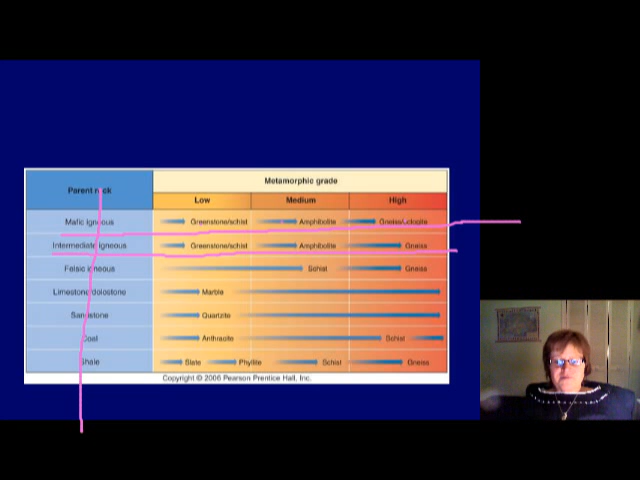 Parent rock
Metamorphic grade
Low Medium High
Mafic igneous Greenstone/schist Amphibolite Gneiss/eclogite
Intermediate igneous Greenstone/schist Amphibolite Gneiss
Felsic igneous Schist Gneiss
Limestone/dolostone Marble
Sandstone Quartzite
Coal Anthracite Schist
Shale Slate Phyllite Schist Gneiss
Copyright © 2006 Pearson Prentice Hall, Inc.